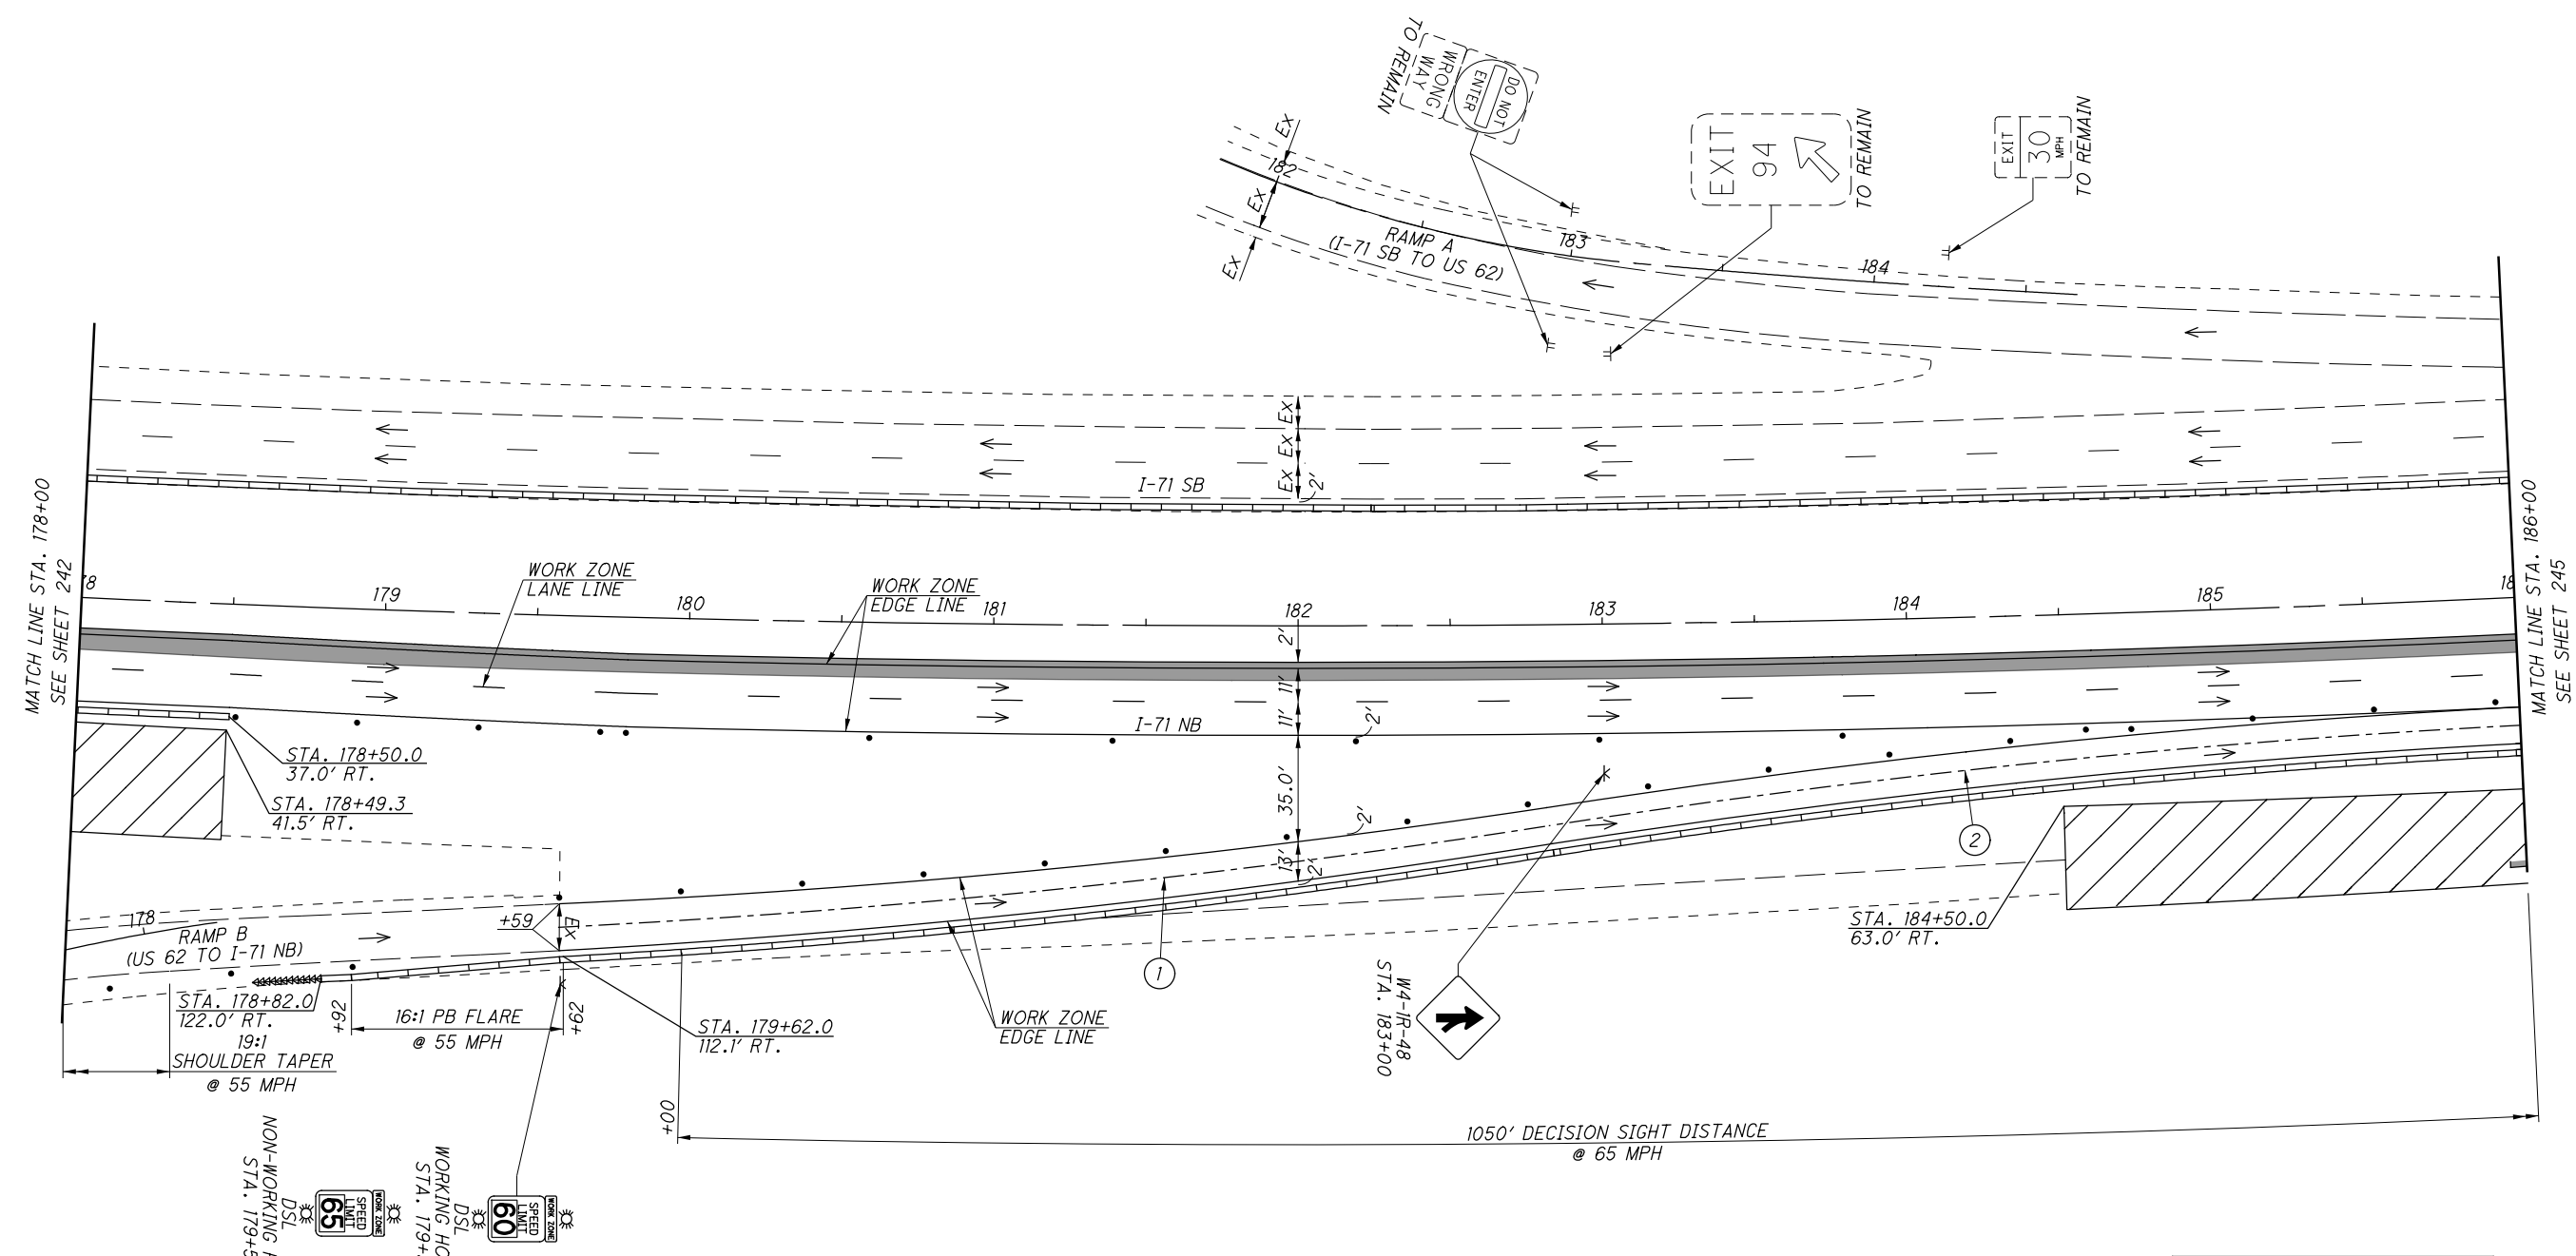 DO NOT
ENTER
WRONG
WAY
TO REMAIN
EXIT
94
TO REMAIN
EXIT
30
MPH
TO REMAIN
Ex
182
Ex
Ex
RAMP A
(I-71 SB TO US 62)
183
184
Ex
Ex
Ex
2'
I-71 SB
MATCH LINE STA. 178+00
SEE SHEET 242
MATCH LINE STA. 186+00
SEE SHEET 245
WORK ZONE
LANE LINE
WORK ZONE
EDGE LINE
179
180
181
182
183
184
185
2'
11'
11'
I-71 NB
2'
35.0'
13'
2'
2'
STA. 178+50.0
37.0' RT.
STA. 178+49.3
41.5' RT.
178
RAMP B
(US 62 TO I-71 NB)
+59
Ex
STA. 178+82.0
122.0' RT.
19:1
SHOULDER TAPER
@ 55 MPH
+92
16:1 PB FLARE
@ 55 MPH
+62
STA. 179+62.0
112.1' RT.
1
2
WORK ZONE
EDGE LINE
W4-1R-48
STA. 183+00
STA. 184+50.0
63.0' RT.
+00
1050' DECISION SIGHT DISTANCE
@ 65 MPH
WORK ZONE
SPEED
LIMIT
65
DSL
NON-WORKING
STA. 179+5
WORK ZONE
SPEED
LIMIT
60
DSL
WORKING HO
STA. 179+